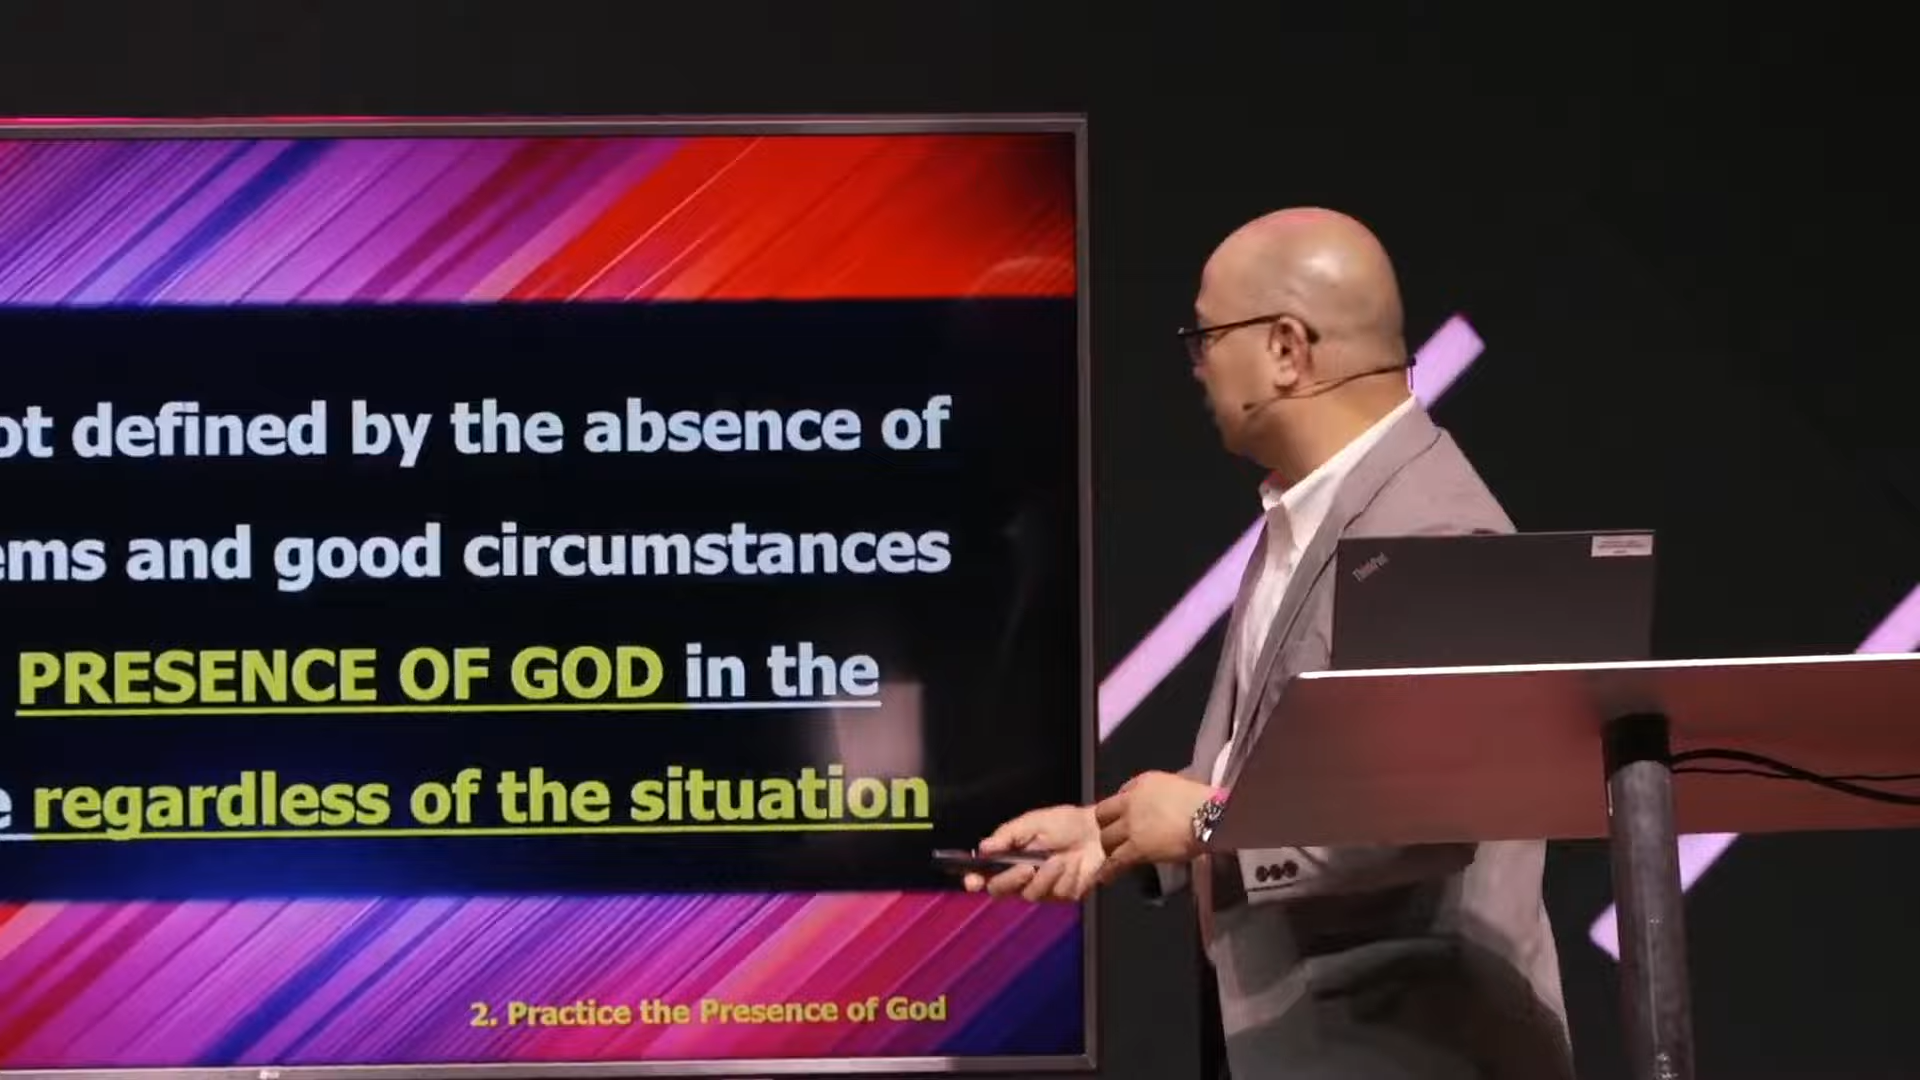 ot defined by the absence of
ems and good circumstances
PRESENCE OF GOD in the
e regardless of the situation
2. Practice the Presence of God
ThinkPad